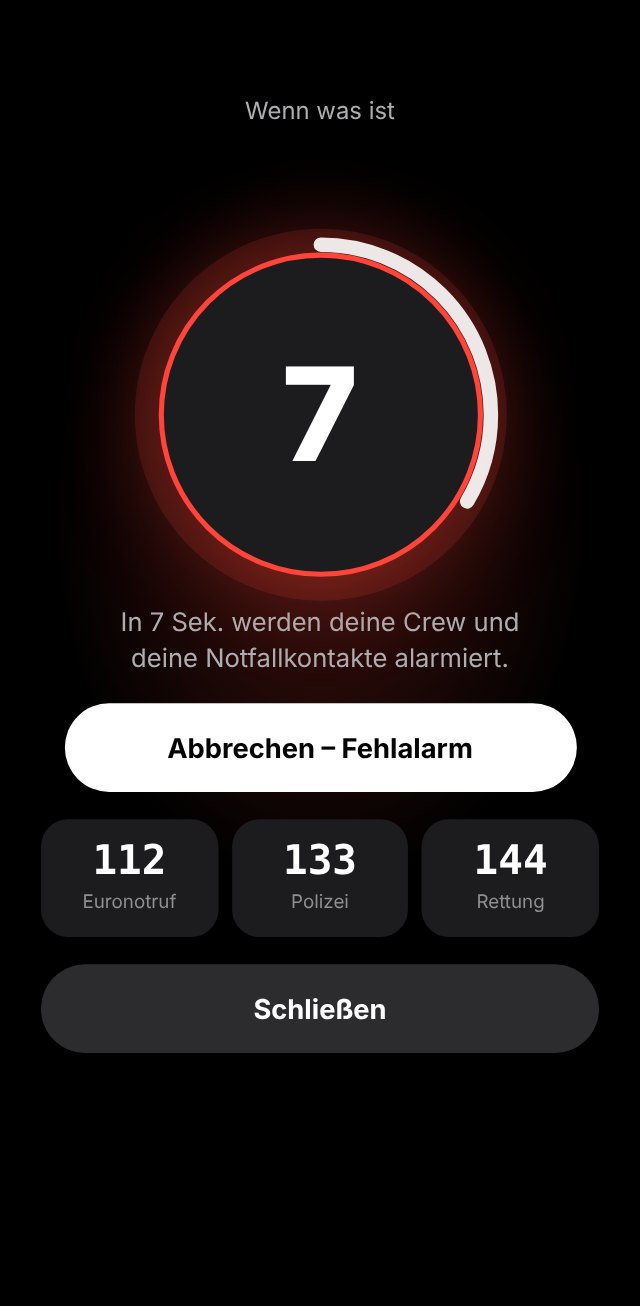 Wenn was ist
7
In 7 Sek. werden deine Crew und
deine Notfallkontakte alarmiert.
Abbrechen – Fehlalarm
112
Euronotruf
133
Polizei
144
Rettung
Schließen